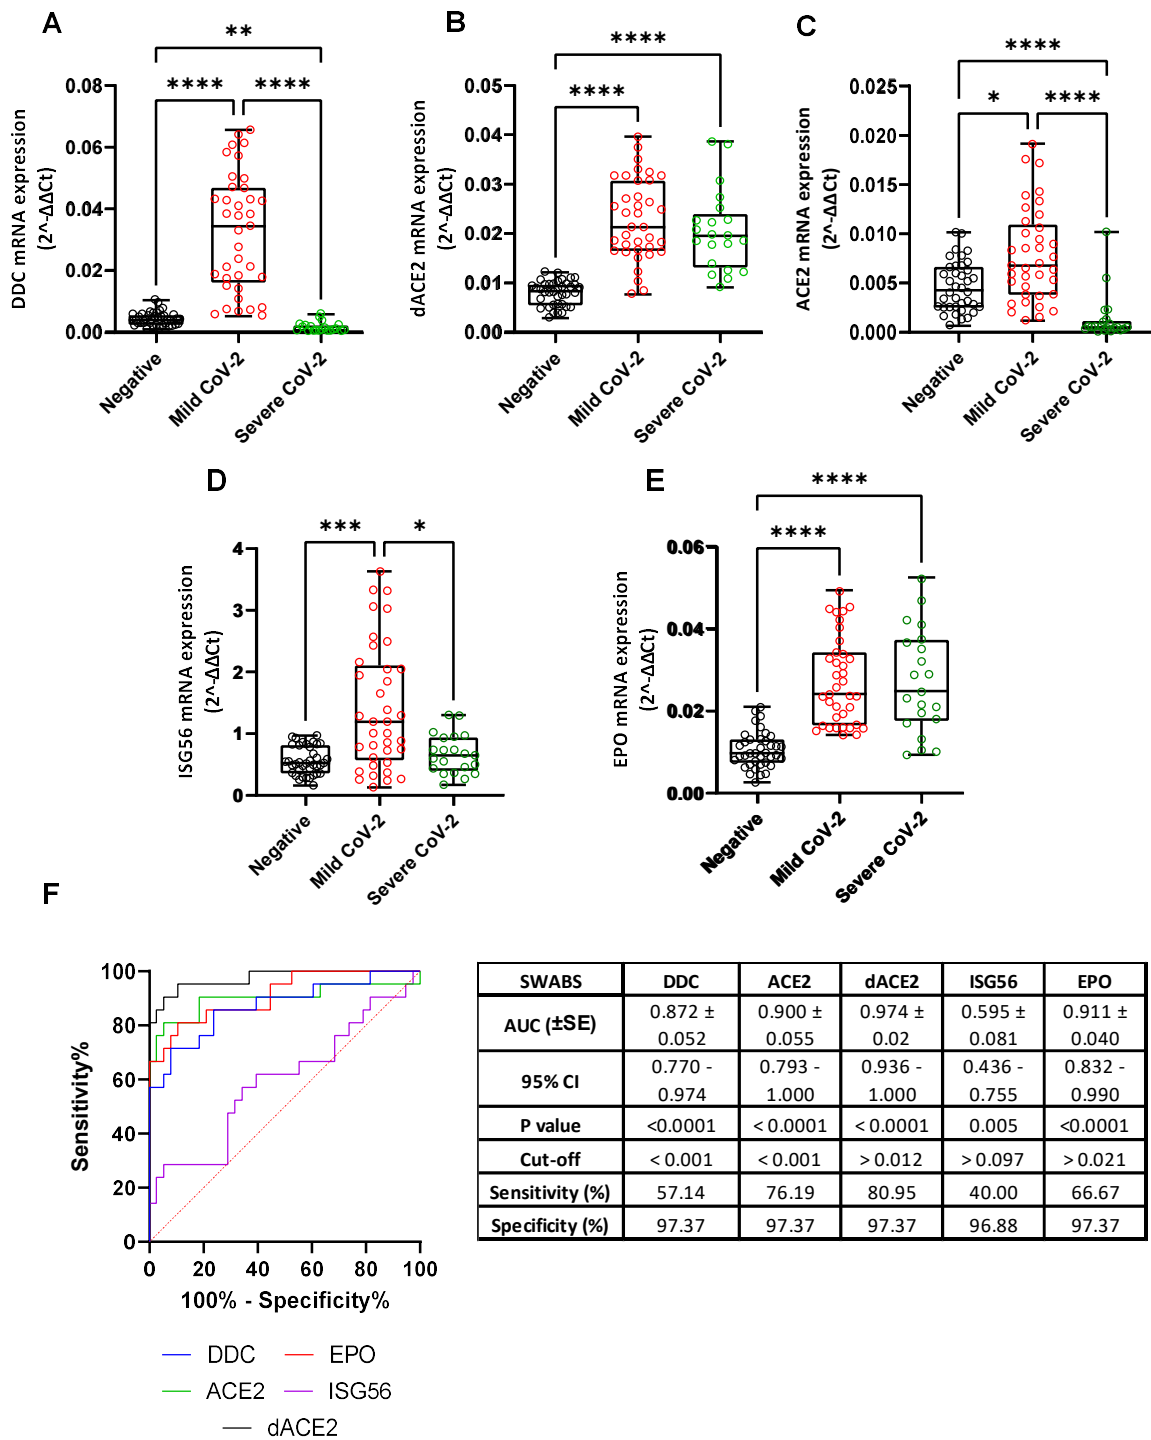 A
**
****
****
DDC mRNA expression
(2^-ΔΔCt)
0.08
0.06
0.04
0.02
0.00
Negative
Mild CoV-2
Severe CoV-2
B
****
****
dACE2 mRNA expression
(2^-ΔΔCt)
0.05
0.04
0.03
0.02
0.01
0.00
Negative
Mild CoV-2
Severe CoV-2
C
****
*
****
ACE2 mRNA expression
(2^-ΔΔCt)
0.025
0.020
0.015
0.010
0.005
0.000
Negative
Mild CoV-2
Severe CoV-2
D
***
*
ISG56 mRNA expression
(2^-ΔΔCt)
4
3
2
1
0
Negative
Mild CoV-2
Severe CoV-2
E
****
****
EPO mRNA expression
(2^-ΔΔCt)
0.06
0.04
0.02
0.00
Negative
Mild CoV-2
Severe CoV-2
F
Sensitivity%
100
80
60
40
20
0
0 20 40 60 80 100
100% - Specificity%
DDC EPO
ACE2 ISG56
dACE2
SWABS DDC ACE2 dACE2 ISG56 EPO
AUC (±SE) 0.872 ± 0.052 0.900 ± 0.055 0.974 ± 0.02 0.595 ± 0.081 0.911 ± 0.040
95% CI 0.770 - 0.974 0.793 - 1.000 0.936 - 1.000 0.436 - 0.755 0.832 - 0.990
P value <0.0001 < 0.0001 < 0.0001 0.005 <0.0001
Cut-off < 0.001 < 0.001 > 0.012 > 0.097 > 0.021
Sensitivity (%) 57.14 76.19 80.95 40.00 66.67
Specificity (%) 97.37 97.37 97.37 96.88 97.37